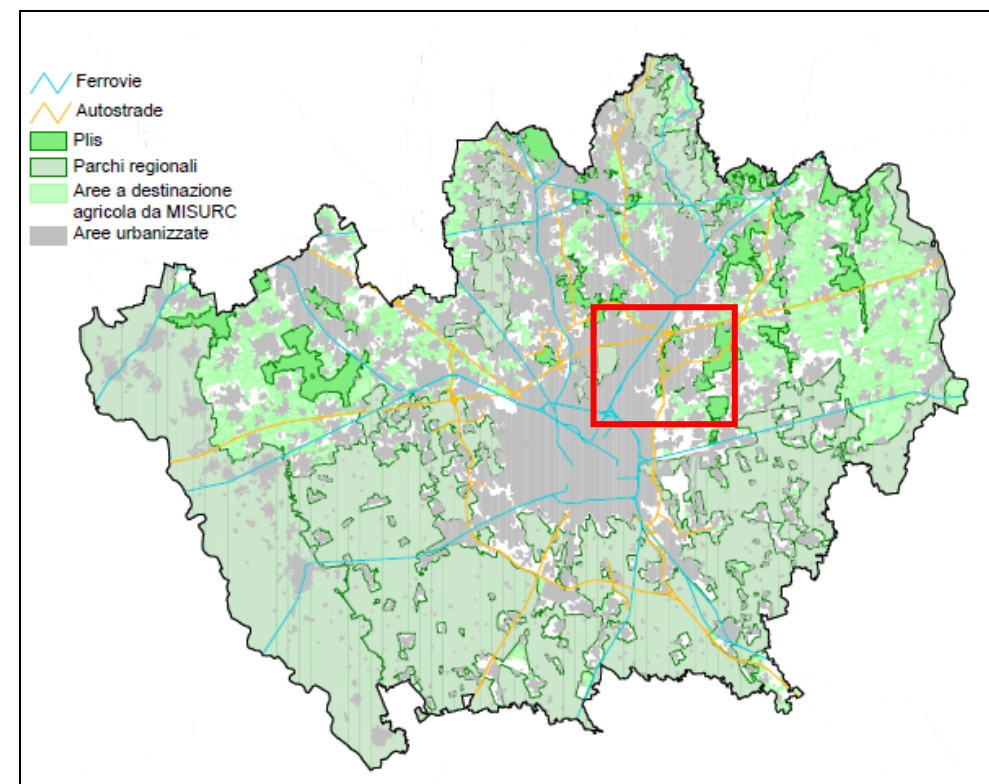 Ferrovie
Autostrade
Plis
Parchi regionali
Aree a destinazione
agricola da MISURC
Aree urbanizzate